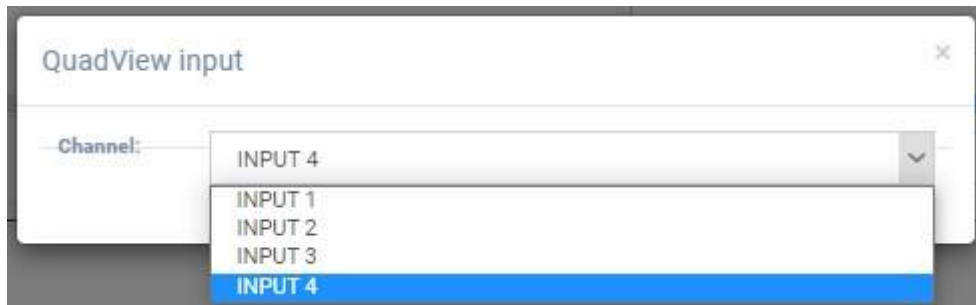 QuadView input
×
Channel:
INPUT 4
INPUT 1
INPUT 2
INPUT 3
INPUT 4